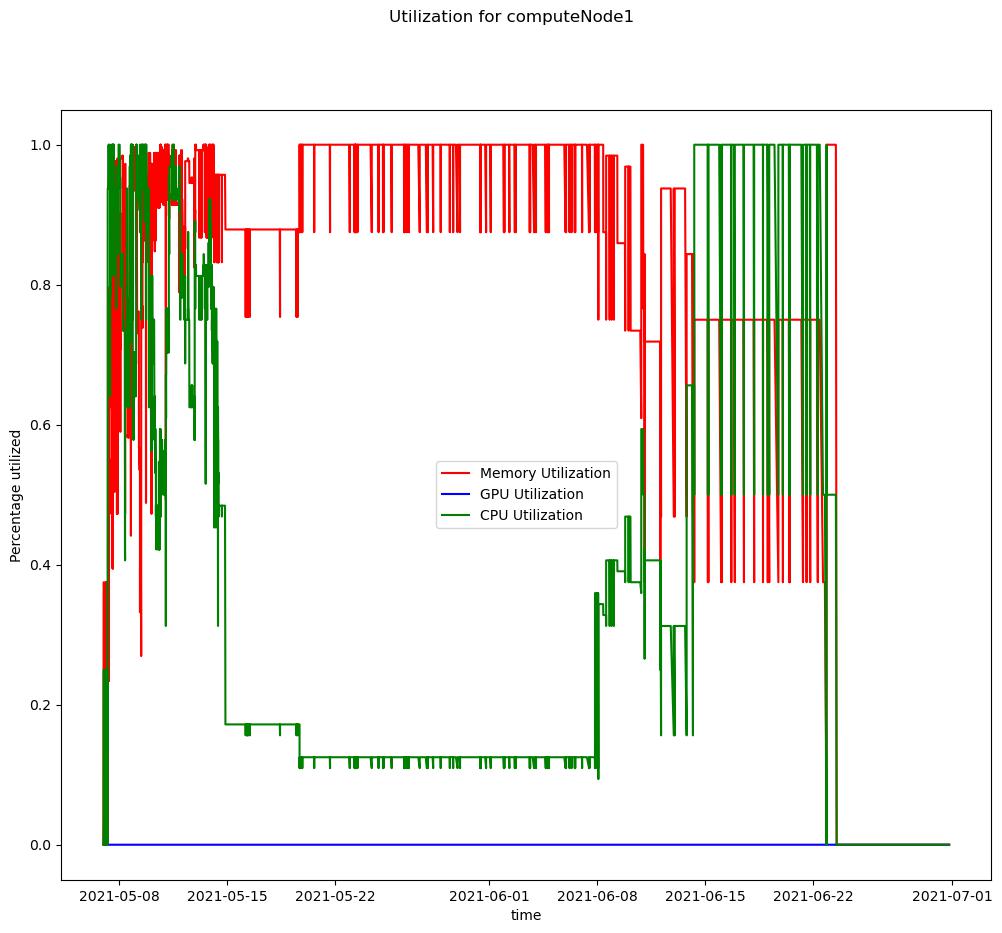 Utilization for computeNode1
Percentage utilized
1.0
0.8
0.6
0.4
0.2
0.0
Memory Utilization
GPU Utilization
CPU Utilization
2021-05-08
2021-05-15
2021-05-22
2021-06-01
2021-06-08
2021-06-15
2021-06-22
2021-07-01
time